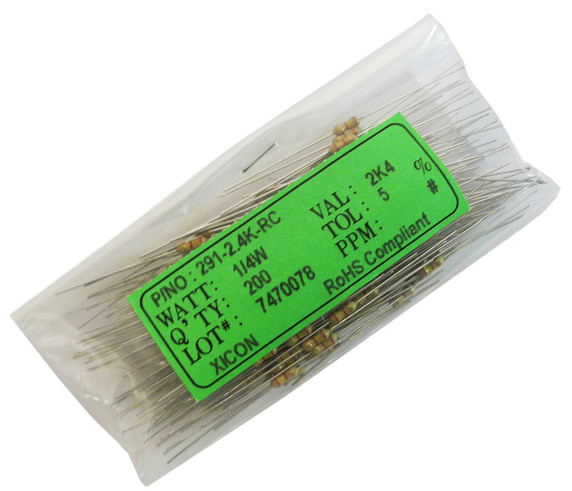 P/NO : 291-2.4K-RC
WATT: 1/4W VAL: 2K4
Q' TY: 200 TOL: 5 %
LOT#: 7470078 PPM: #
XICON RoHS Compliant